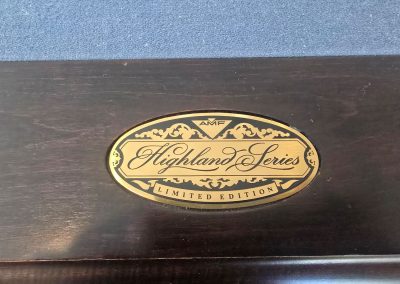 AMF
Highland Series
LIMITED EDITION